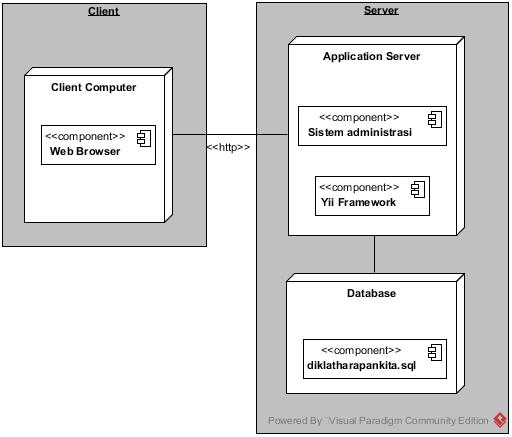 Client
Client Computer
<<component>>
Web Browser
<<http>>
Server
Application Server
<<component>>
Sistem administrasi
<<component>>
Yii Framework
Database
<<component>>
diklatharapankita.sql
Powered By ¨Visual Paradigm Community Edition